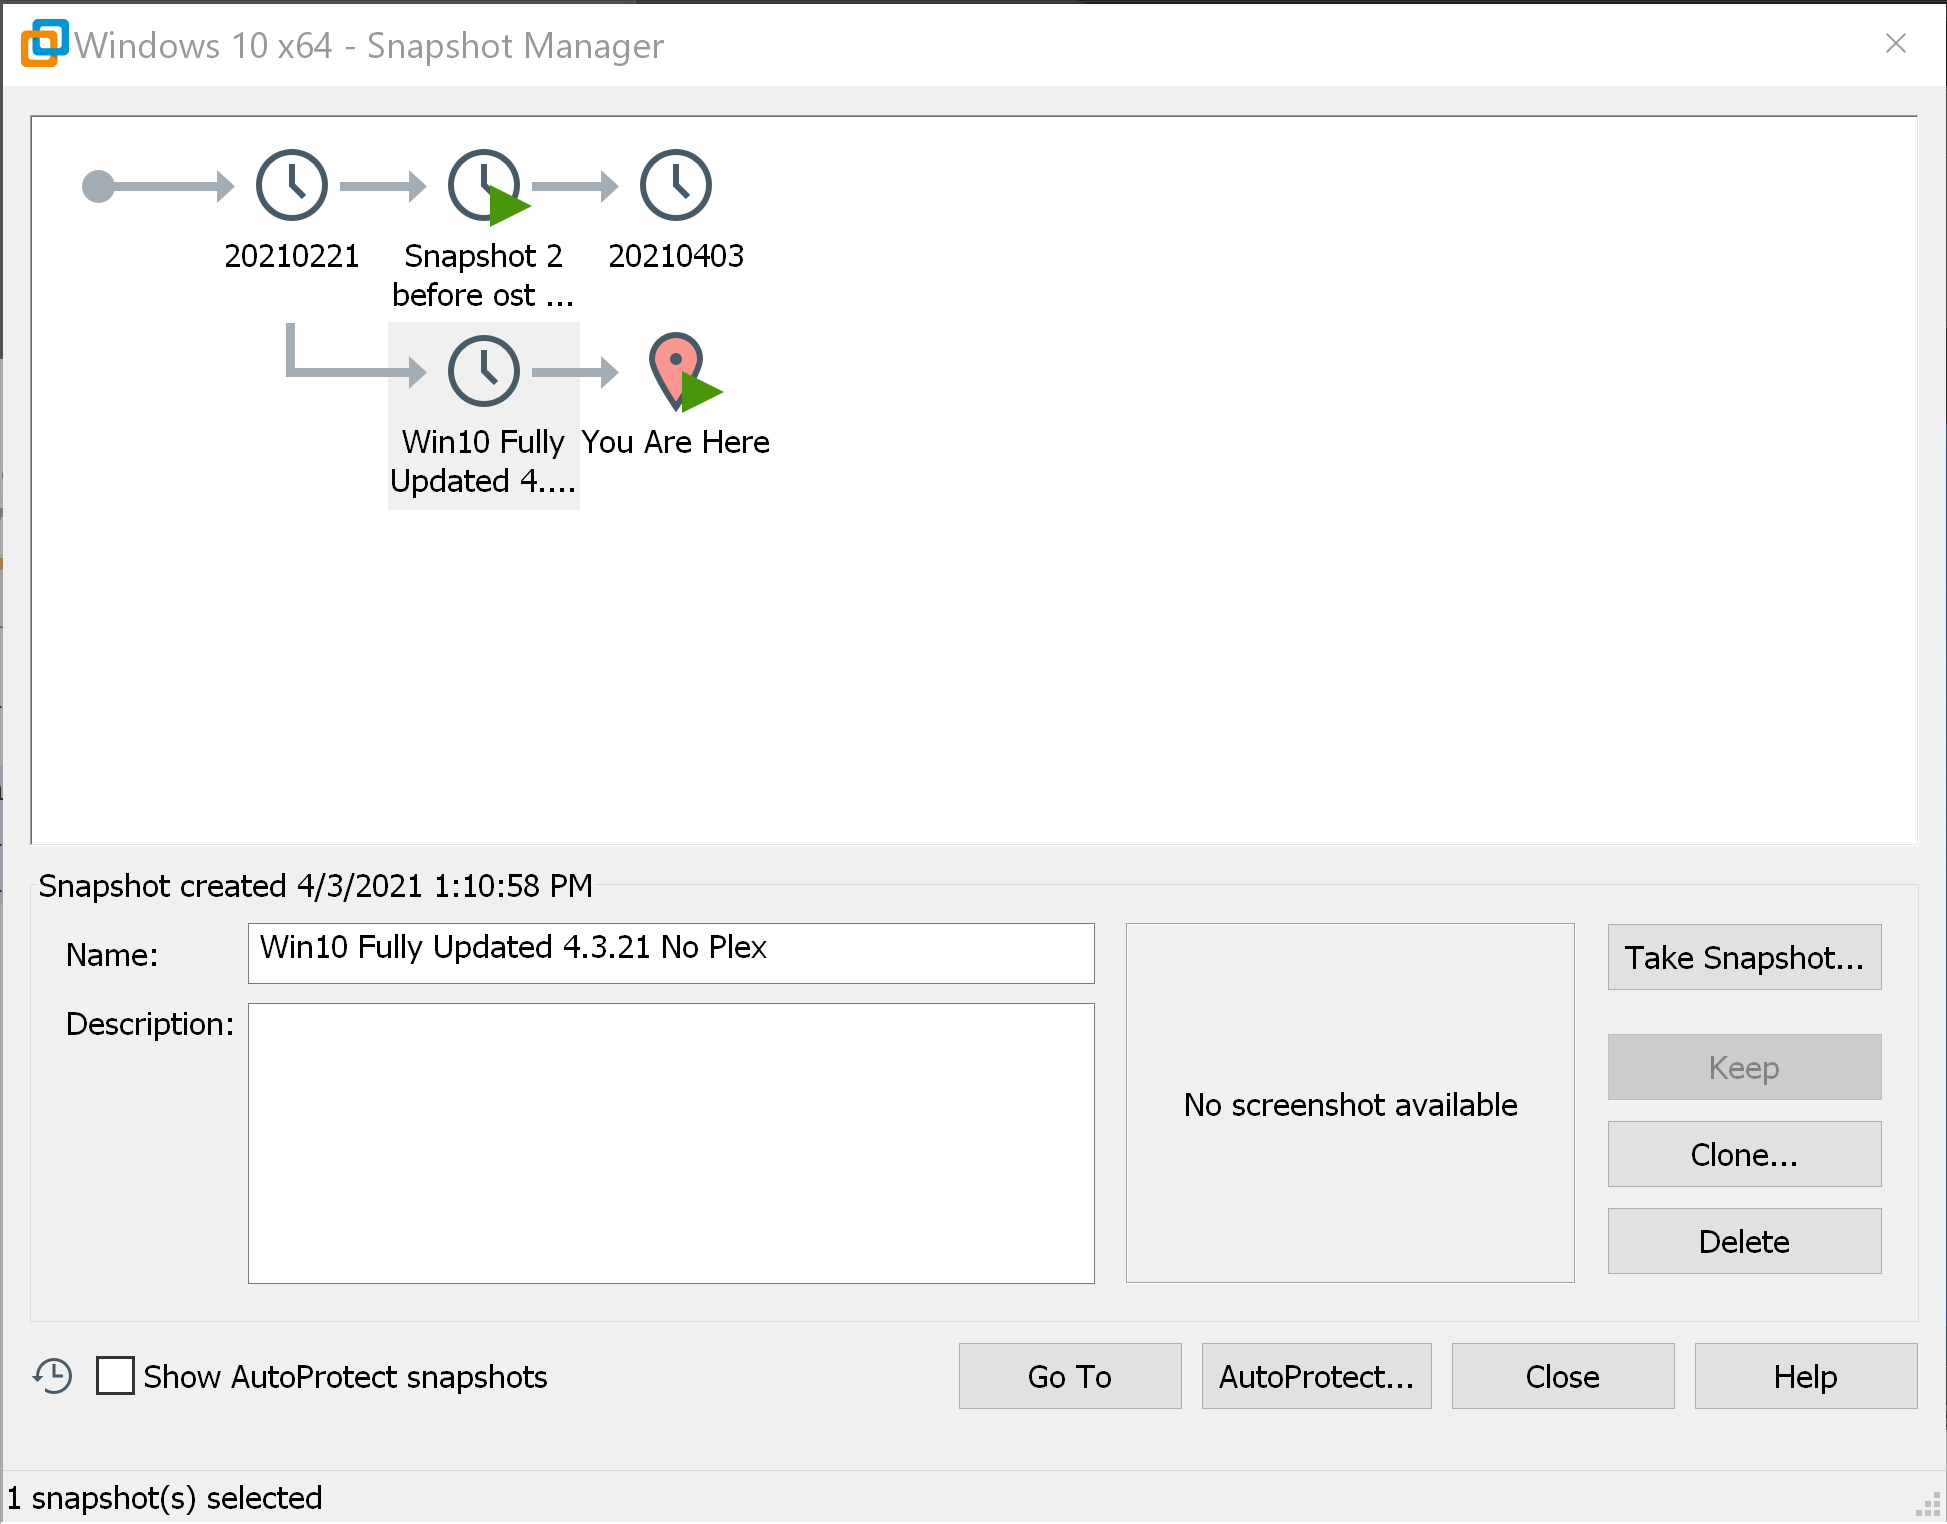 Windows 10 x64 - Snapshot Manager
20210221
Snapshot 2
before ost ...
20210403
Win10 Fully
Updated 4....
You Are Here
Snapshot created 4/3/2021 1:10:58 PM
Name:
Win10 Fully Updated 4.3.21 No Plex
Description:
No screenshot available
Take Snapshot...
Keep
Clone...
Delete
Show AutoProtect snapshots
Go To
AutoProtect...
Close
Help
1 snapshot(s) selected